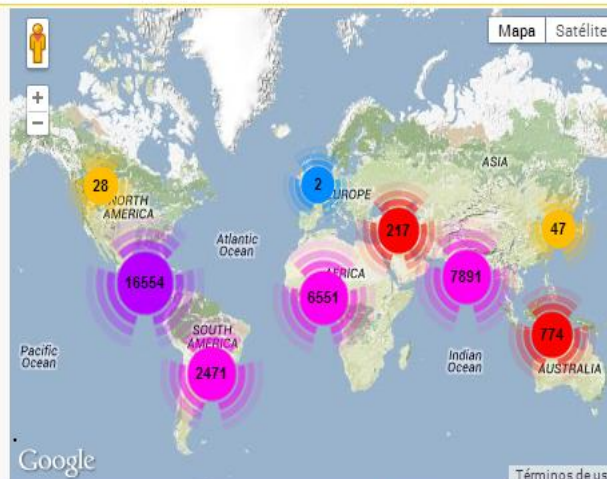 Mapa Satélite
+
−
ASIA
28
NORTH
AMERICA
2
EUROPE
217
47
Atlantic
Ocean
16554
AFRICA
6551
7891
SOUTH
AMERICA
2471
774
AUSTRALIA
Pacific
Ocean
Indian
Ocean
Google
Términos de us